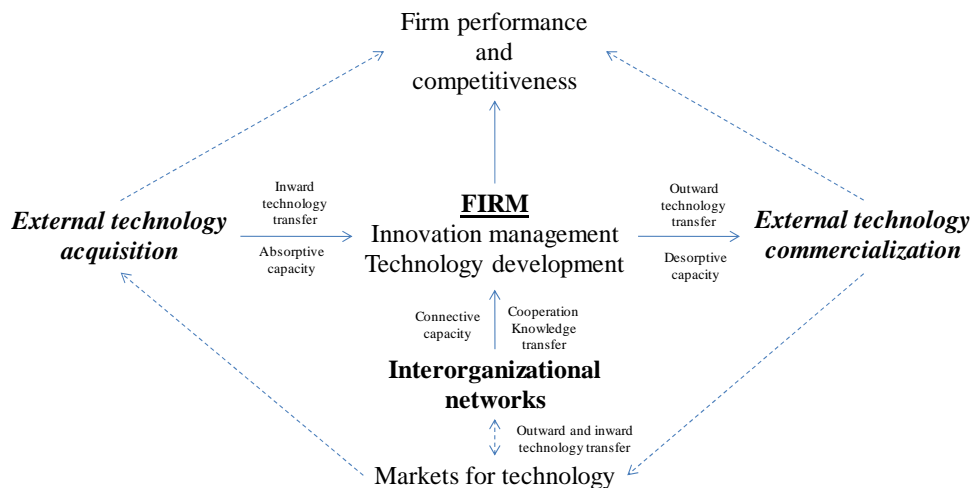 Firm performance
and
competitiveness
Inward
technology
transfer
Outward
technology
transfer
External technology
acquisition
FIRM
Innovation management
Technology development
External technology
commercialization
Absorptive
capacity
Desorptive
capacity
Connective
capacity
Cooperation
Knowledge
transfer
Interorganizational
networks
Outward and inward
technology transfer
Markets for technology